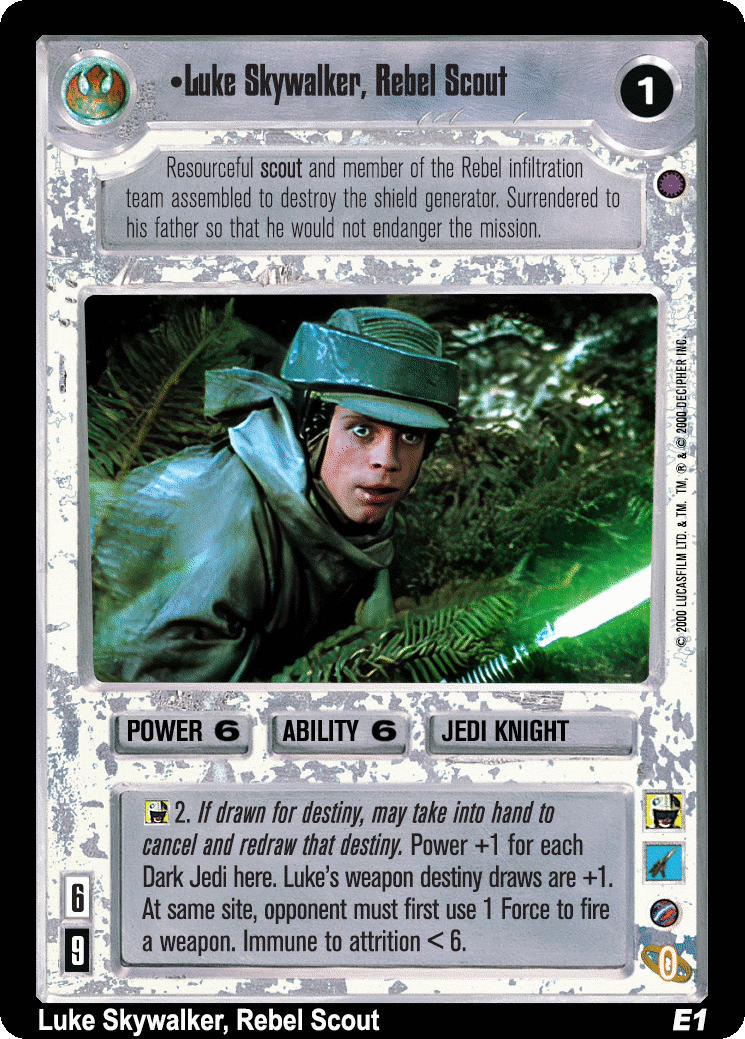 •Luke Skywalker, Rebel Scout
1
Resourceful scout and member of the Rebel infiltration
team assembled to destroy the shield generator. Surrendered to
his father so that he would not endanger the mission.
© 2000 LUCASFILM LTD. & TM. TM, ® & © 2000 DECIPHER INC.
POWER 6 ABILITY 6 JEDI KNIGHT
2. If drawn for destiny, may take into hand to
cancel and redraw that destiny. Power +1 for each
Dark Jedi here. Luke's weapon destiny draws are +1.
At same site, opponent must first use 1 Force to fire
a weapon. Immune to attrition < 6.
6
9
0
Luke Skywalker, Rebel Scout E1